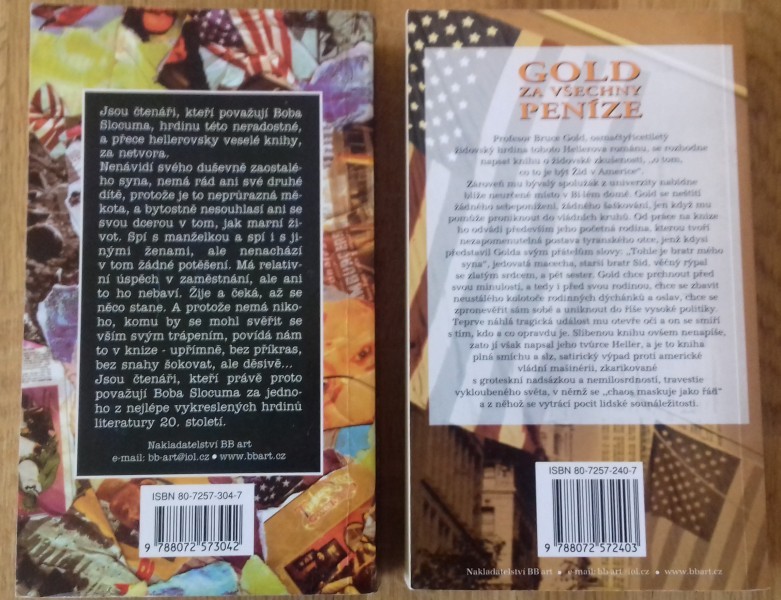 Jsou čtenáři, kteří považují Boba
Slocuma, hrdinu této neradostné,
a přece hellerovsky veselé knihy,
za netvora.
Nenávidí svého duševně zaostalé-
ho syna, nemá rád ani své druhé
dítě, protože je to neprůrazná mě-
kota, a bytostně nesouhlasí ani se
svou dcerou v tom, jak marní ži-
vot. Spí s manželkou a spí i s ji-
nými ženami, ale nenachází
v tom žádné potěšení. Má relativ-
ní úspěch v zaměstnání, ale ani
to ho nebaví. Žije a čeká, až se
něco stane. A protože nemá niko-
ho, komu by se mohl svěřit se
vším svým trápením, povídá nám
to v knize - upřímně, bez příkras,
bez snahy šokovat, ale děsivě...
Jsou čtenáři, kteří právě proto
považují Boba Slocuma za jedno-
ho z nejlépe vykreslených hrdinů
literatury 20. století.
Nakladatelství BB art
e-mail: bb-art@iol.cz • www.bbart.cz
ISBN 80-7257-304-7
9 788072 573042
GOLD
ZA VŠECHNY
PENÍZE
Profesor Bruce Gold, osmačtyřicetiletý
židovský hrdina tohoto Hellerova románu, se rozhodne
napsat knihu o židovské zkušenosti, „o tom,
co to je být Žid v Americe“.
Zároveň mu bývalý spolužák z univerzity nabídne
blíže neurčené místo v Bílém domě. Gold se neštítí
žádného sebeponížení, žádného šaškování, jen když mu
pomůže proniknout do vládních kruhů. Od práce na knize
ho odvádí především jeho početná rodina, kterou tvoří
nezapomenutelná postava tyranského otce, jenž kdysi
představil Golda svým přátelům slovy: „Tohle je bratr mého
syna“, jedovatá macecha, starší bratr Sid, věčný rýpal
se zlatým srdcem, a pět sester. Gold chce prchnout před
svou minulostí, a tedy i před svou rodinou, chce se zbavit
neustálého kolotoče rodinných dýchánků a oslav, chce se
zpronevěřit sám sobě a uniknout do říše vysoké politiky.
Teprve náhlá tragická událost mu otevře oči a on se smíří
s tím, kdo a co opravdu je. Slíbenou knihu ovšem nenapíše,
zato jí však napsal jeho tvůrce Heller, a je to kniha
plná smíchu a slz, satirický výpad proti americké
vládní mašinérii, zkarikované
s groteskní nadsázkou a nemilosrdností, travestie
vykloubeného světa, v němž se „chaos maskuje jako řád“
a z něhož se vytrácí pocit lidské sounáležitosti.
ISBN 80-7257-240-7
9 788072 572403
Nakladatelství BB art • e-mail: bb-art@iol.cz • www.bbart.cz